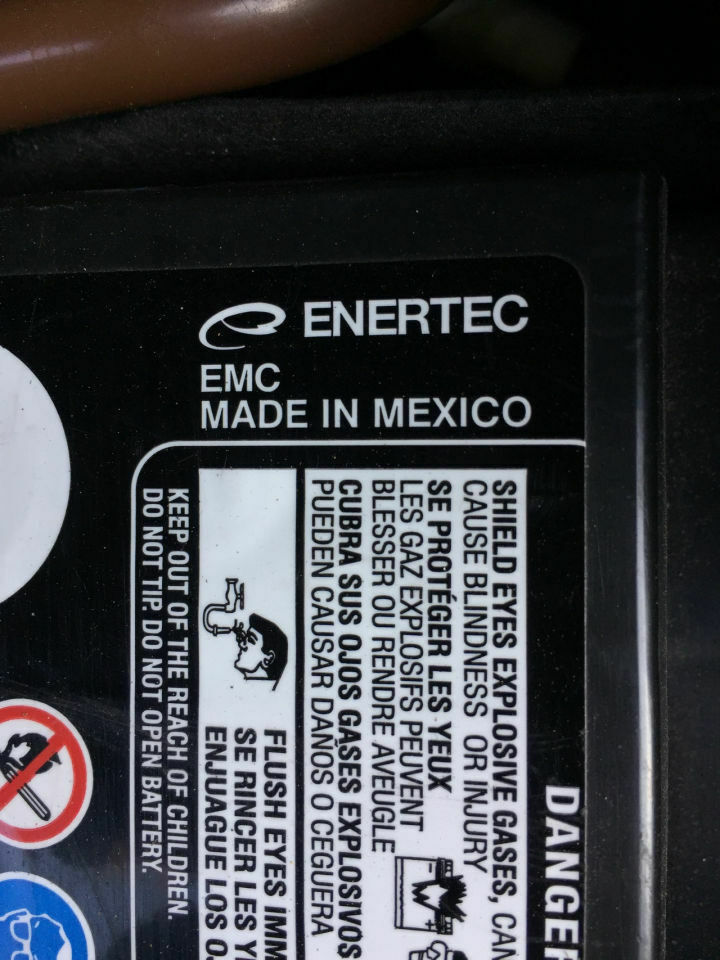 ENERTEC
EMC
MADE IN MEXICO
DANGER
SHIELD EYES EXPLOSIVE GASES, CAN
CAUSE BLINDNESS OR INJURY
SE PROTÉGER LES YEUX
LES GAZ EXPLOSIFS PEUVENT
BLESSER OU RENDRE AVEUGLE
CUBRA SUS OJOS GASES EXPLOSIVOS
PUEDEN CAUSAR DAÑOS O CEGUERA
FLUSH EYES
SE RINCER LES
ENJUAGUE LOS
KEEP OUT OF THE REACH OF CHILDREN.
DO NOT TIP. DO NOT OPEN BATTERY.